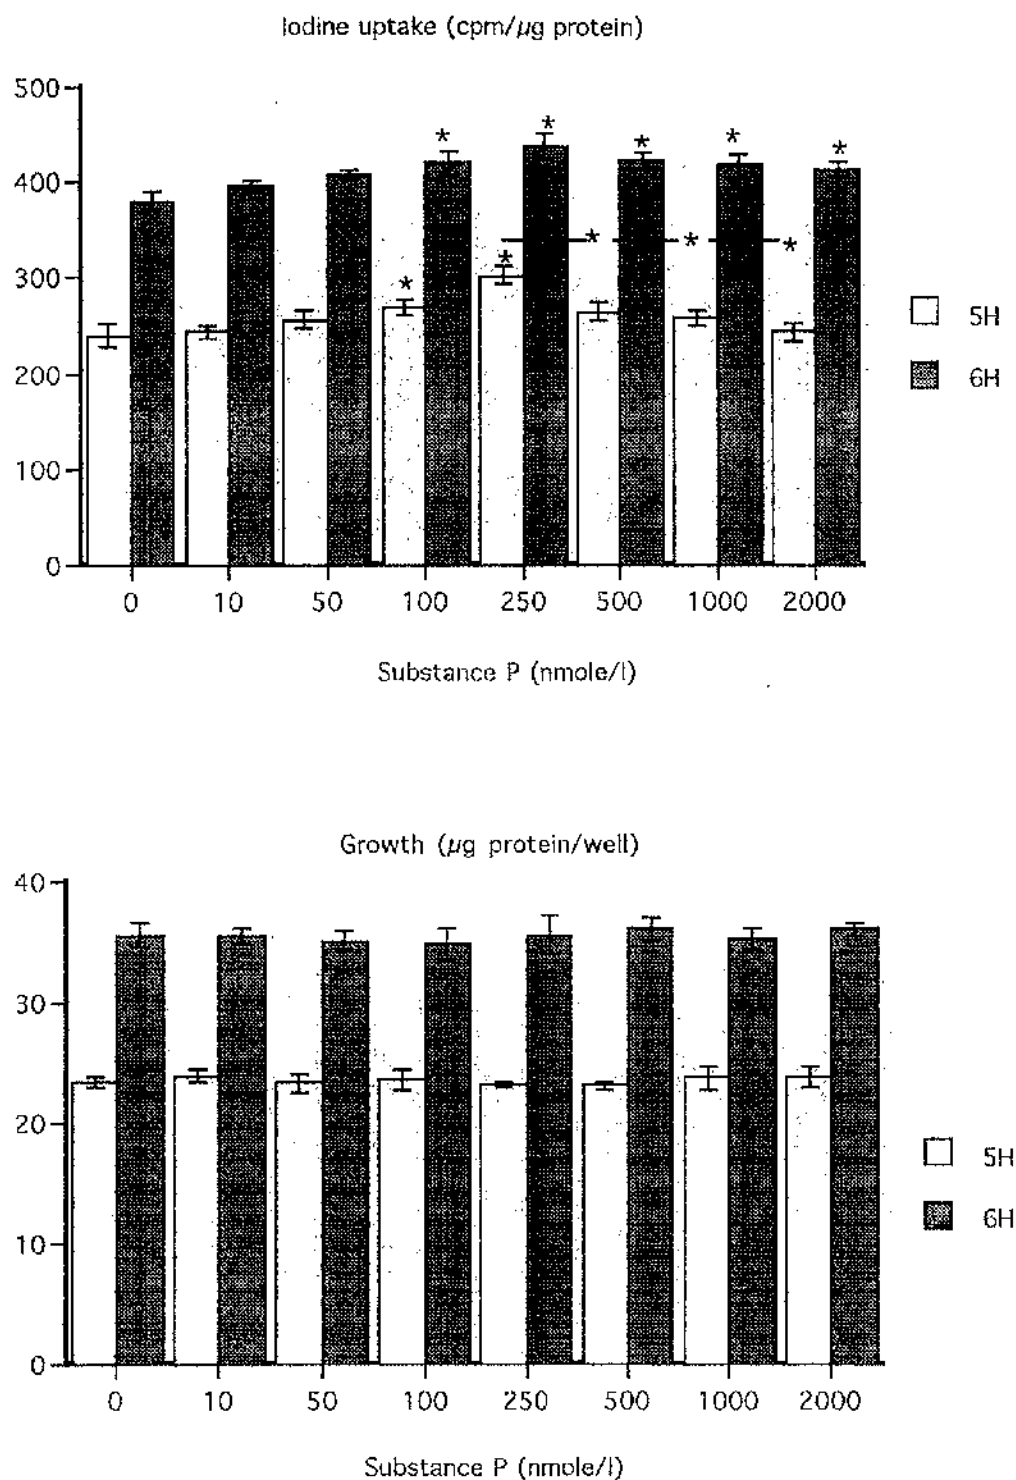 Iodine uptake (cpm/μg protein)
500
400
300
200
100
0
* * * * *
* * * * *
0 10 50 100 250 500 1000 2000
Substance P (nmole/l)
5H
6H
Growth (μg protein/well)
40
30
20
10
0
0 10 50 100 250 500 1000 2000
Substance P (nmole/l)
5H
6H